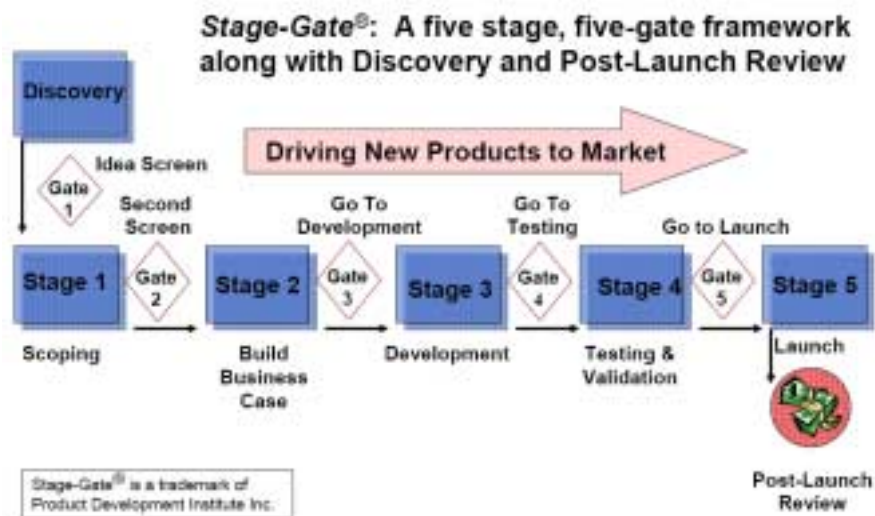 Stage-Gate®: A five stage, five-gate framework
along with Discovery and Post-Launch Review
Discovery
Driving New Products to Market
Idea Screen
Gate
1
Second
Screen
Go To
Development
Go To
Testing
Go to Launch
Stage 1
Gate
2
Stage 2
Gate
3
Stage 3
Gate
4
Stage 4
Gate
5
Stage 5
Scoping
Build
Business
Case
Development
Testing &
Validation
Launch
Post-Launch
Review
Stage-Gate® is a trademark of
Product Development Institute Inc.